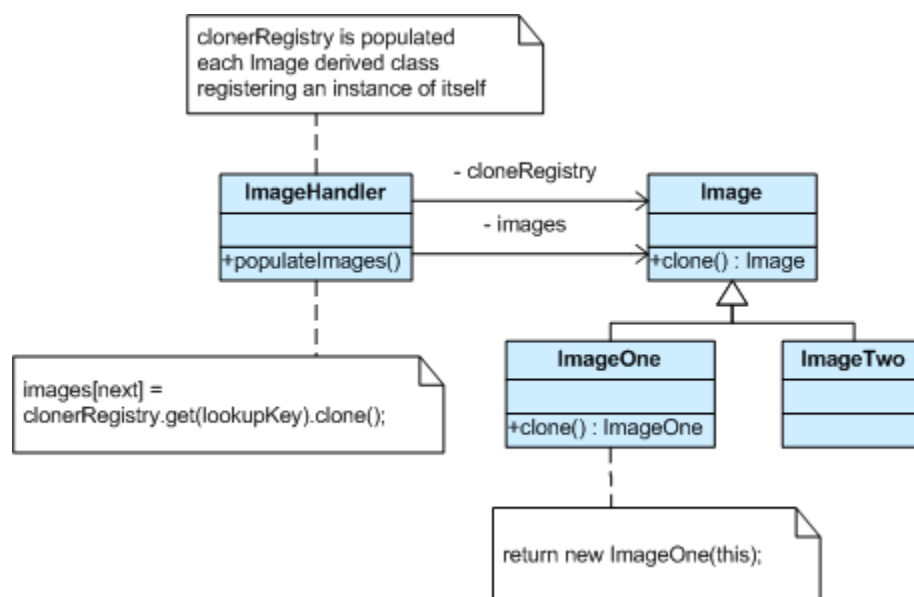 clonerRegistry is populated
each Image derived class
registering an instance of itself
- cloneRegistry
ImageHandler
Image
- images
+populateImages()
+clone() : Image
ImageOne
ImageTwo
images[next] =
clonerRegistry.get(lookupKey).clone();
+clone() : ImageOne
return new ImageOne(this);